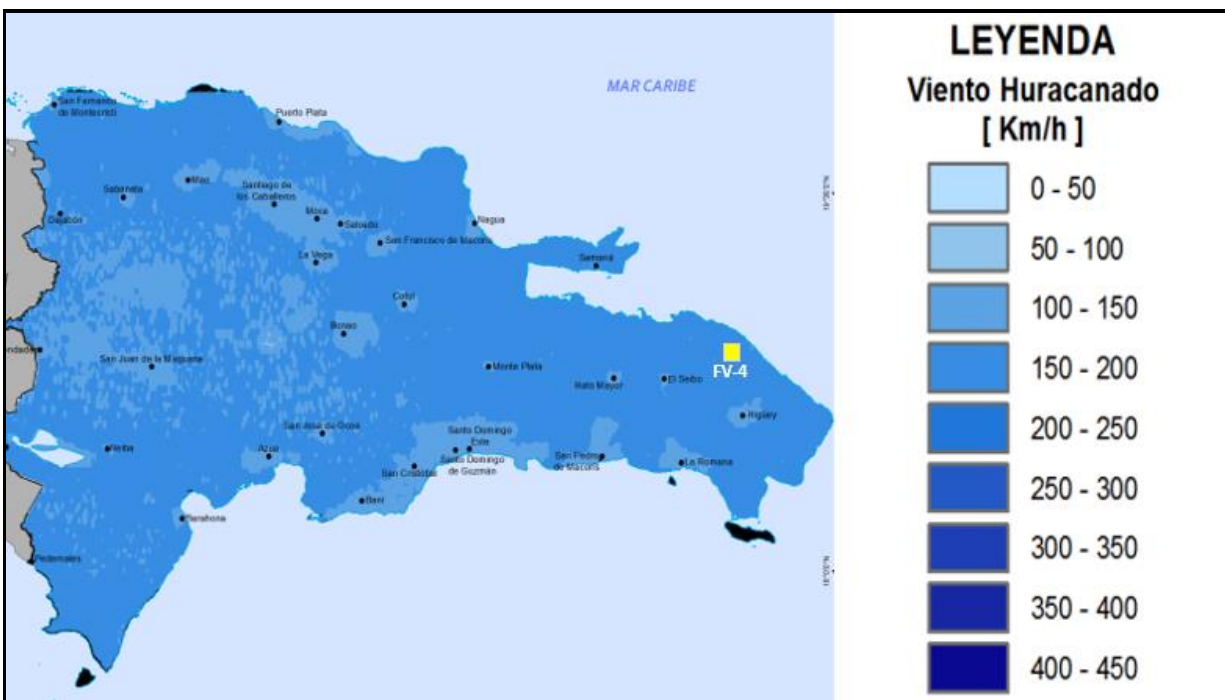 LEYENDA
Viento Huracanado
[ Km/h ]
0 - 50
50 - 100
100 - 150
150 - 200
200 - 250
250 - 300
300 - 350
350 - 400
400 - 450
MAR CARIBE
San Fernando
de Montecristi
Puerto Plata
Mao
Sabaneta
Santiago de
los Caballeros
Dajabón
Moca
Salcedo
Nagua
San Francisco de Macorís
La Vega
Samaná
Cotuí
Bonao
San Juan de la Maguana
Monte Plata
FV-4
Hato Mayor
El Seibo
Higüey
San José de Ocoa
Santo Domingo
Este
Neiba
Azua
Santo Domingo
de Guzmán
San Pedro
de Macorís
La Romana
San Cristóbal
Baní
Barahona
Pedernales